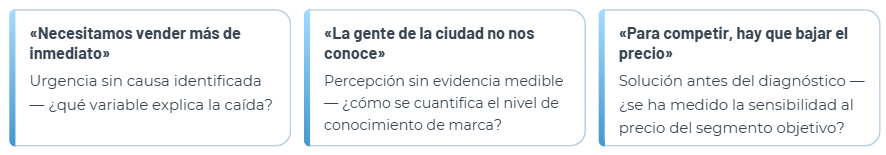 «Necesitamos vender más de
inmediato»
Urgencia sin causa identificada
— ¿qué variable explica la caída?
«La gente de la ciudad no nos
conoce»
Percepción sin evidencia medible
— ¿cómo se cuantifica el nivel de
conocimiento de marca?
«Para competir, hay que bajar el
precio»
Solución antes del diagnóstico —
¿se ha medido la sensibilidad al
precio del segmento objetivo?